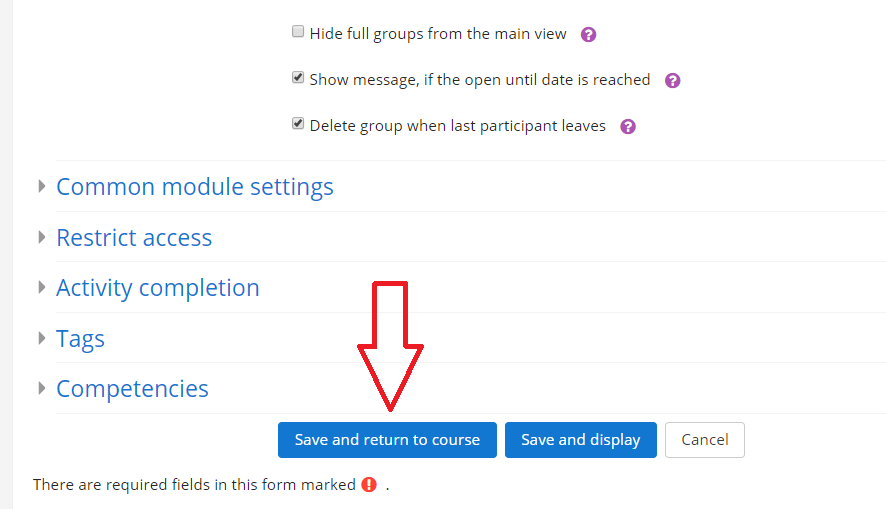 Hide full groups from the main view
Show message, if the open until date is reached
Delete group when last participant leaves
Common module settings
Restrict access
Activity completion
Tags
Competencies
Save and return to course Save and display Cancel
There are required fields in this form marked .